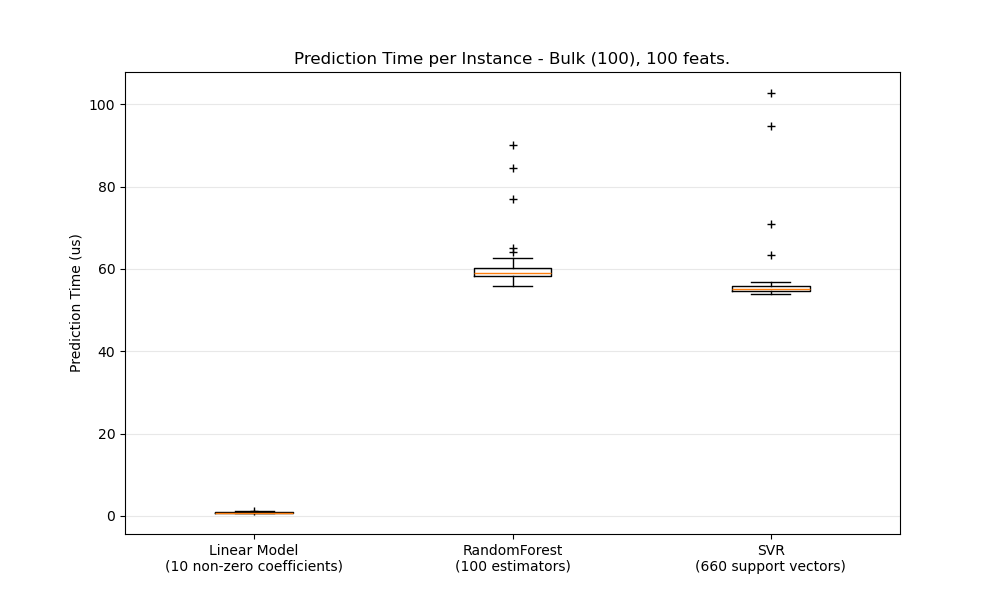 Prediction Time per Instance - Bulk (100), 100 feats.
Prediction Time (us)
100
80
60
40
20
0
Linear Model
(10 non-zero coefficients)
RandomForest
(100 estimators)
SVR
(660 support vectors)